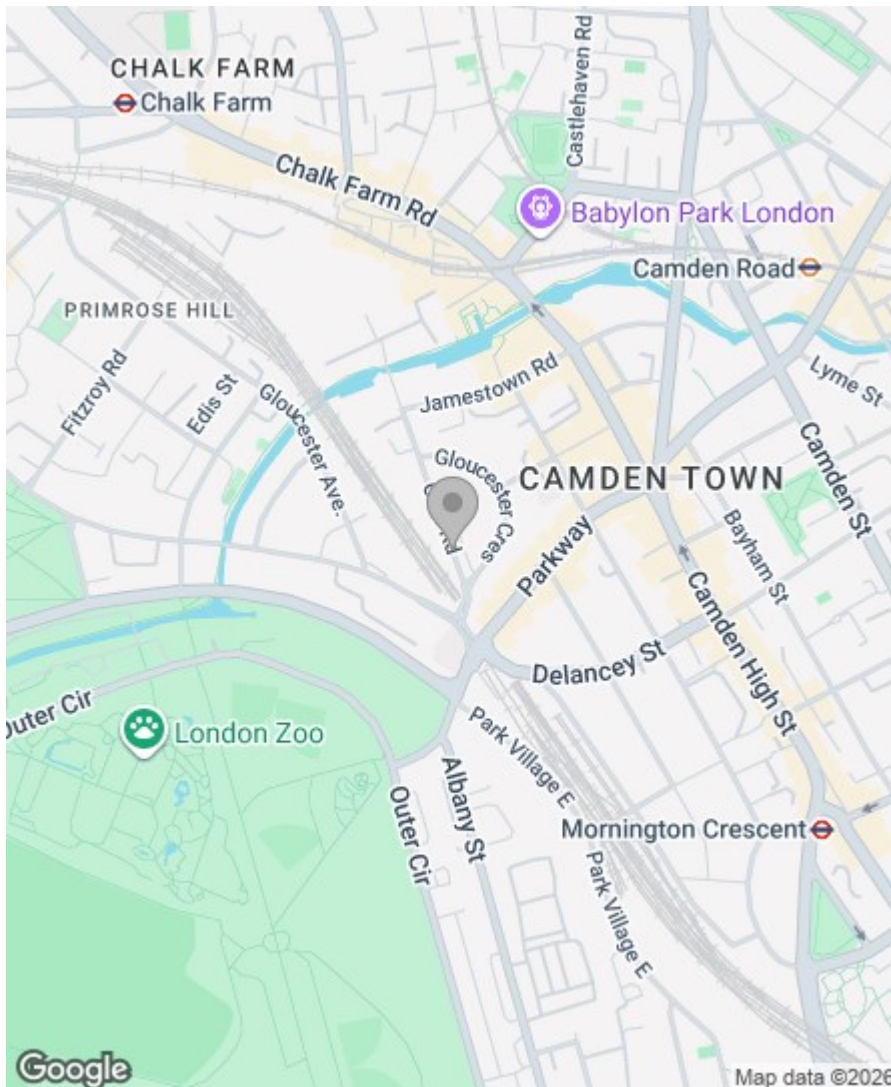 CHALK FARM
Chalk Farm
Castlehaven Rd
Chalk Farm Rd
Babylon Park London
Camden Road
PRIMROSE HILL
Fitzroy Rd
Edis St
Gloucester Ave.
Jamestown Rd
Lyme St
Gloucester Cres
CAMDEN TOWN
Camden St
Parkway
Bayham St
Delancey St
Camden High St
Outer Cir
London Zoo
Park Village E
Albany St
Outer Cir
Mornington Crescent
Park Village E
Google
Map data ©2026